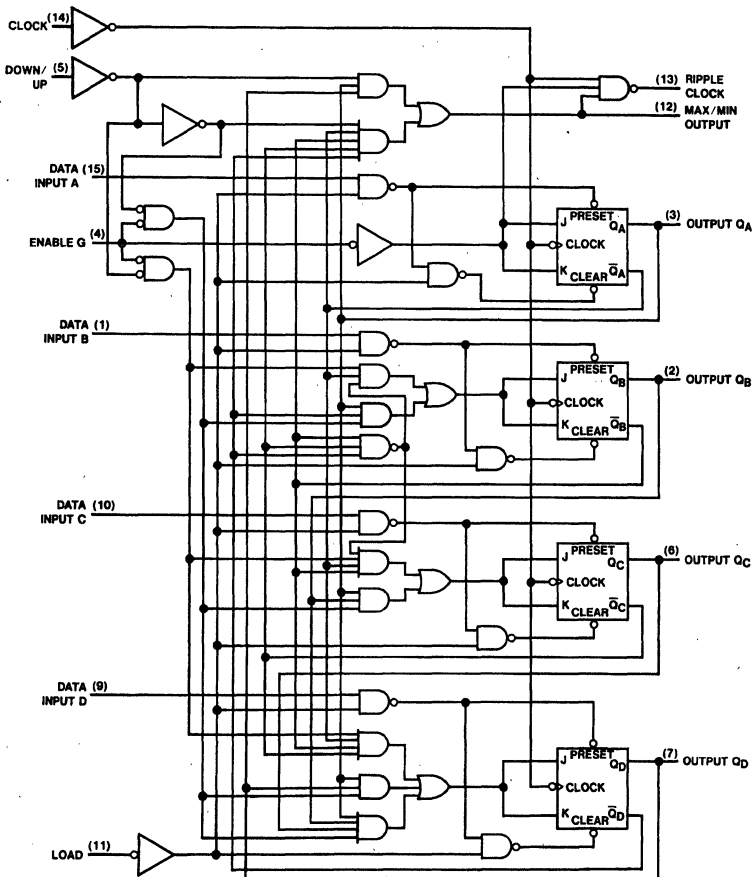 CLOCK (14)
DOWN/ (5)
UP
(13) RIPPLE
CLOCK
(12) MAX/MIN
OUTPUT
DATA (15)
INPUT A
ENABLE G (4)
J PRESET QA
CLOCK
K CLEAR Q̅A
(3) OUTPUT QA
DATA (1)
INPUT B
J PRESET QB
CLOCK
K CLEAR Q̅B
(2) OUTPUT QB
DATA (10)
INPUT C
J PRESET QC
CLOCK
K CLEAR Q̅C
(6) OUTPUT QC
DATA (9)
INPUT D
J PRESET QD
CLOCK
K CLEAR Q̅D
(7) OUTPUT QD
LOAD (11)